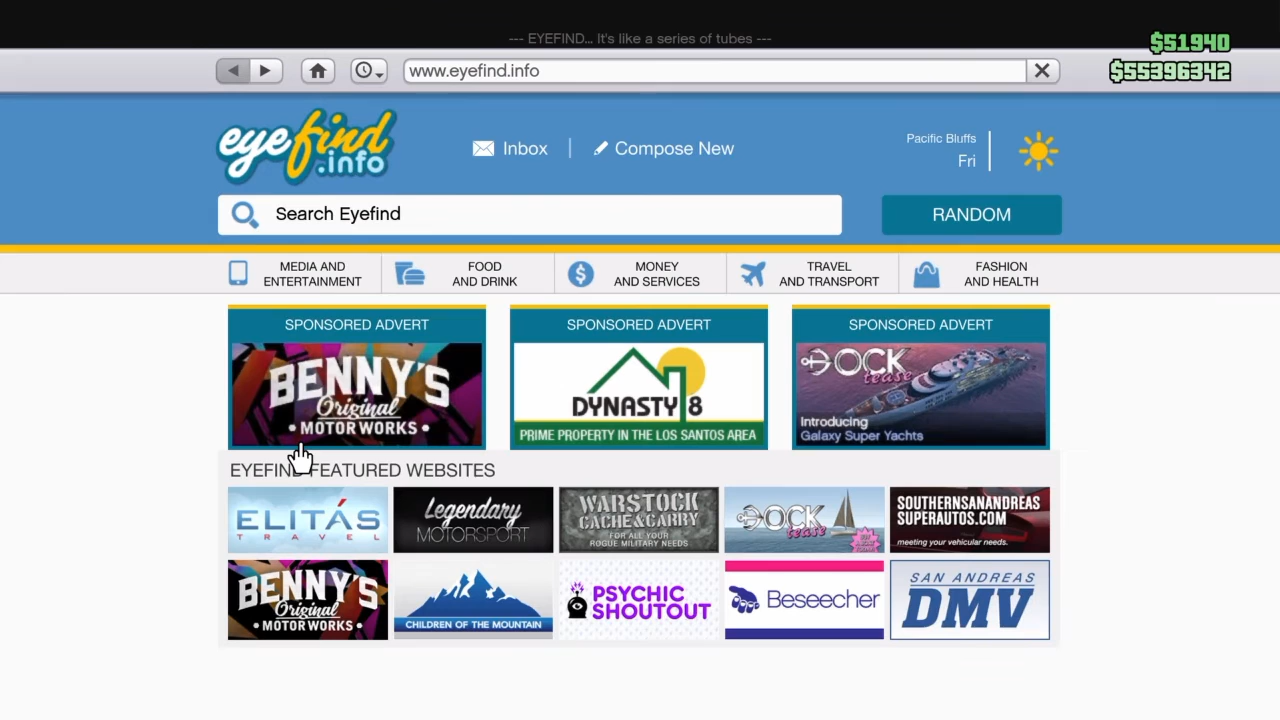 --- EYEFIND... It's like a series of tubes ---
$51940
www.eyefind.info
$55396342
eyefind
.info
Inbox
Compose New
Pacific Bluffs
Fri
Search Eyefind
RANDOM
MEDIA AND
ENTERTAINMENT
FOOD
AND DRINK
MONEY
AND SERVICES
TRAVEL
AND TRANSPORT
FASHION
AND HEALTH
SPONSORED ADVERT
BENNY'S
Original
• MOTOR WORKS •
SPONSORED ADVERT
DYNASTY 8
PRIME PROPERTY IN THE LOS SANTOS AREA
SPONSORED ADVERT
DOCK
tease
Introducing
Galaxy Super Yachts
EYEFIND FEATURED WEBSITES
ELITÁS
TRAVEL
Legendary
MOTORSPORT
WARSTOCK
CACHE & CARRY
FOR ALL YOUR
ROGUE MILITARY NEEDS
DOCK
tease
SOUTHERNSANANDREAS
SUPERAUTOS.COM
meeting your vehicular needs.
BENNY'S
Original
• MOTOR WORKS •
CHILDREN OF THE MOUNTAIN
PSYCHIC
SHOUTOUT
Beseecher
SAN ANDREAS
DMV